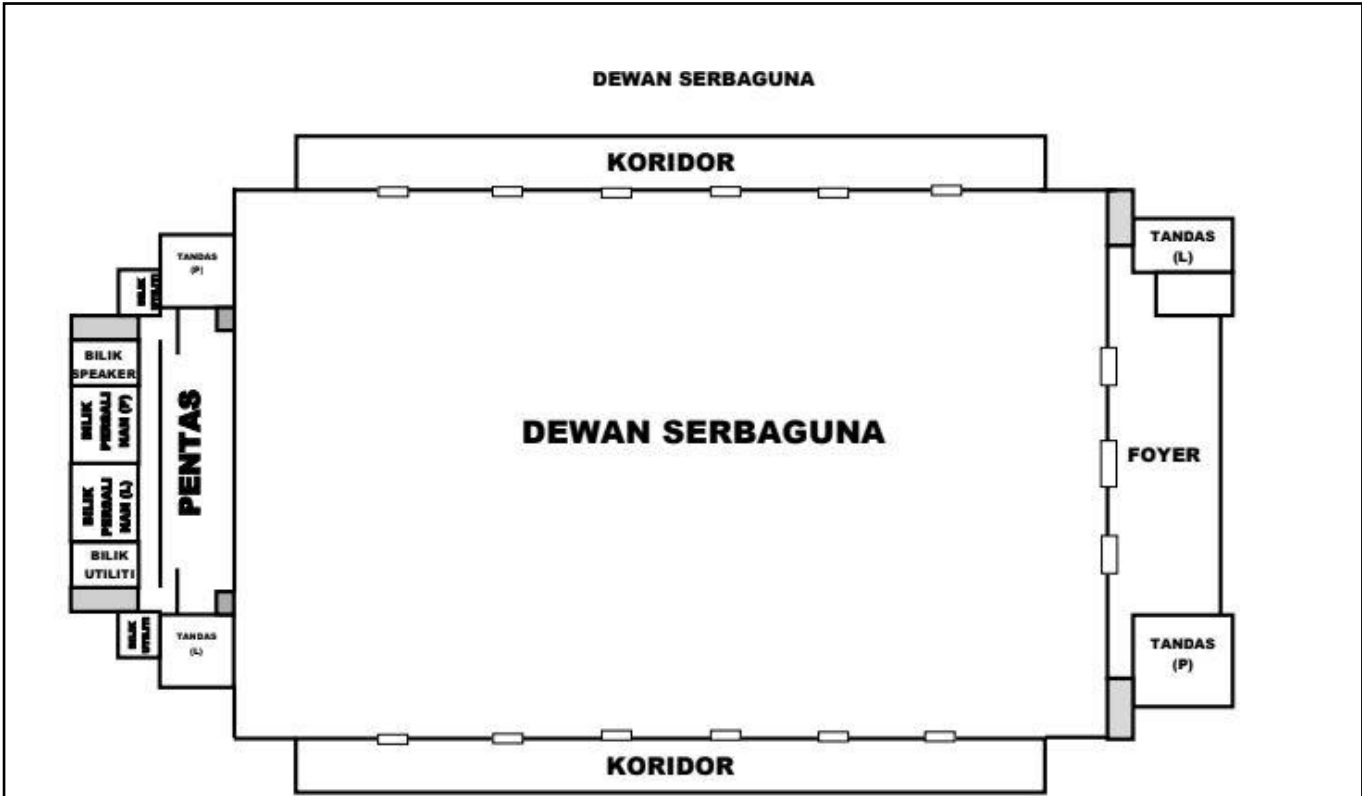 DEWAN SERBAGUNA
KORIDOR
TANDAS
(P)
TANDAS
(L)
BILIK
UTILITI
BILIK
SPEAKER
BILIK
PERSALI
NAN (P)
PENTAS
DEWAN SERBAGUNA
FOYER
BILIK
PERSALI
NAN (L)
BILIK
UTILITI
BILIK
UTILITI
TANDAS
(L)
TANDAS
(P)
KORIDOR